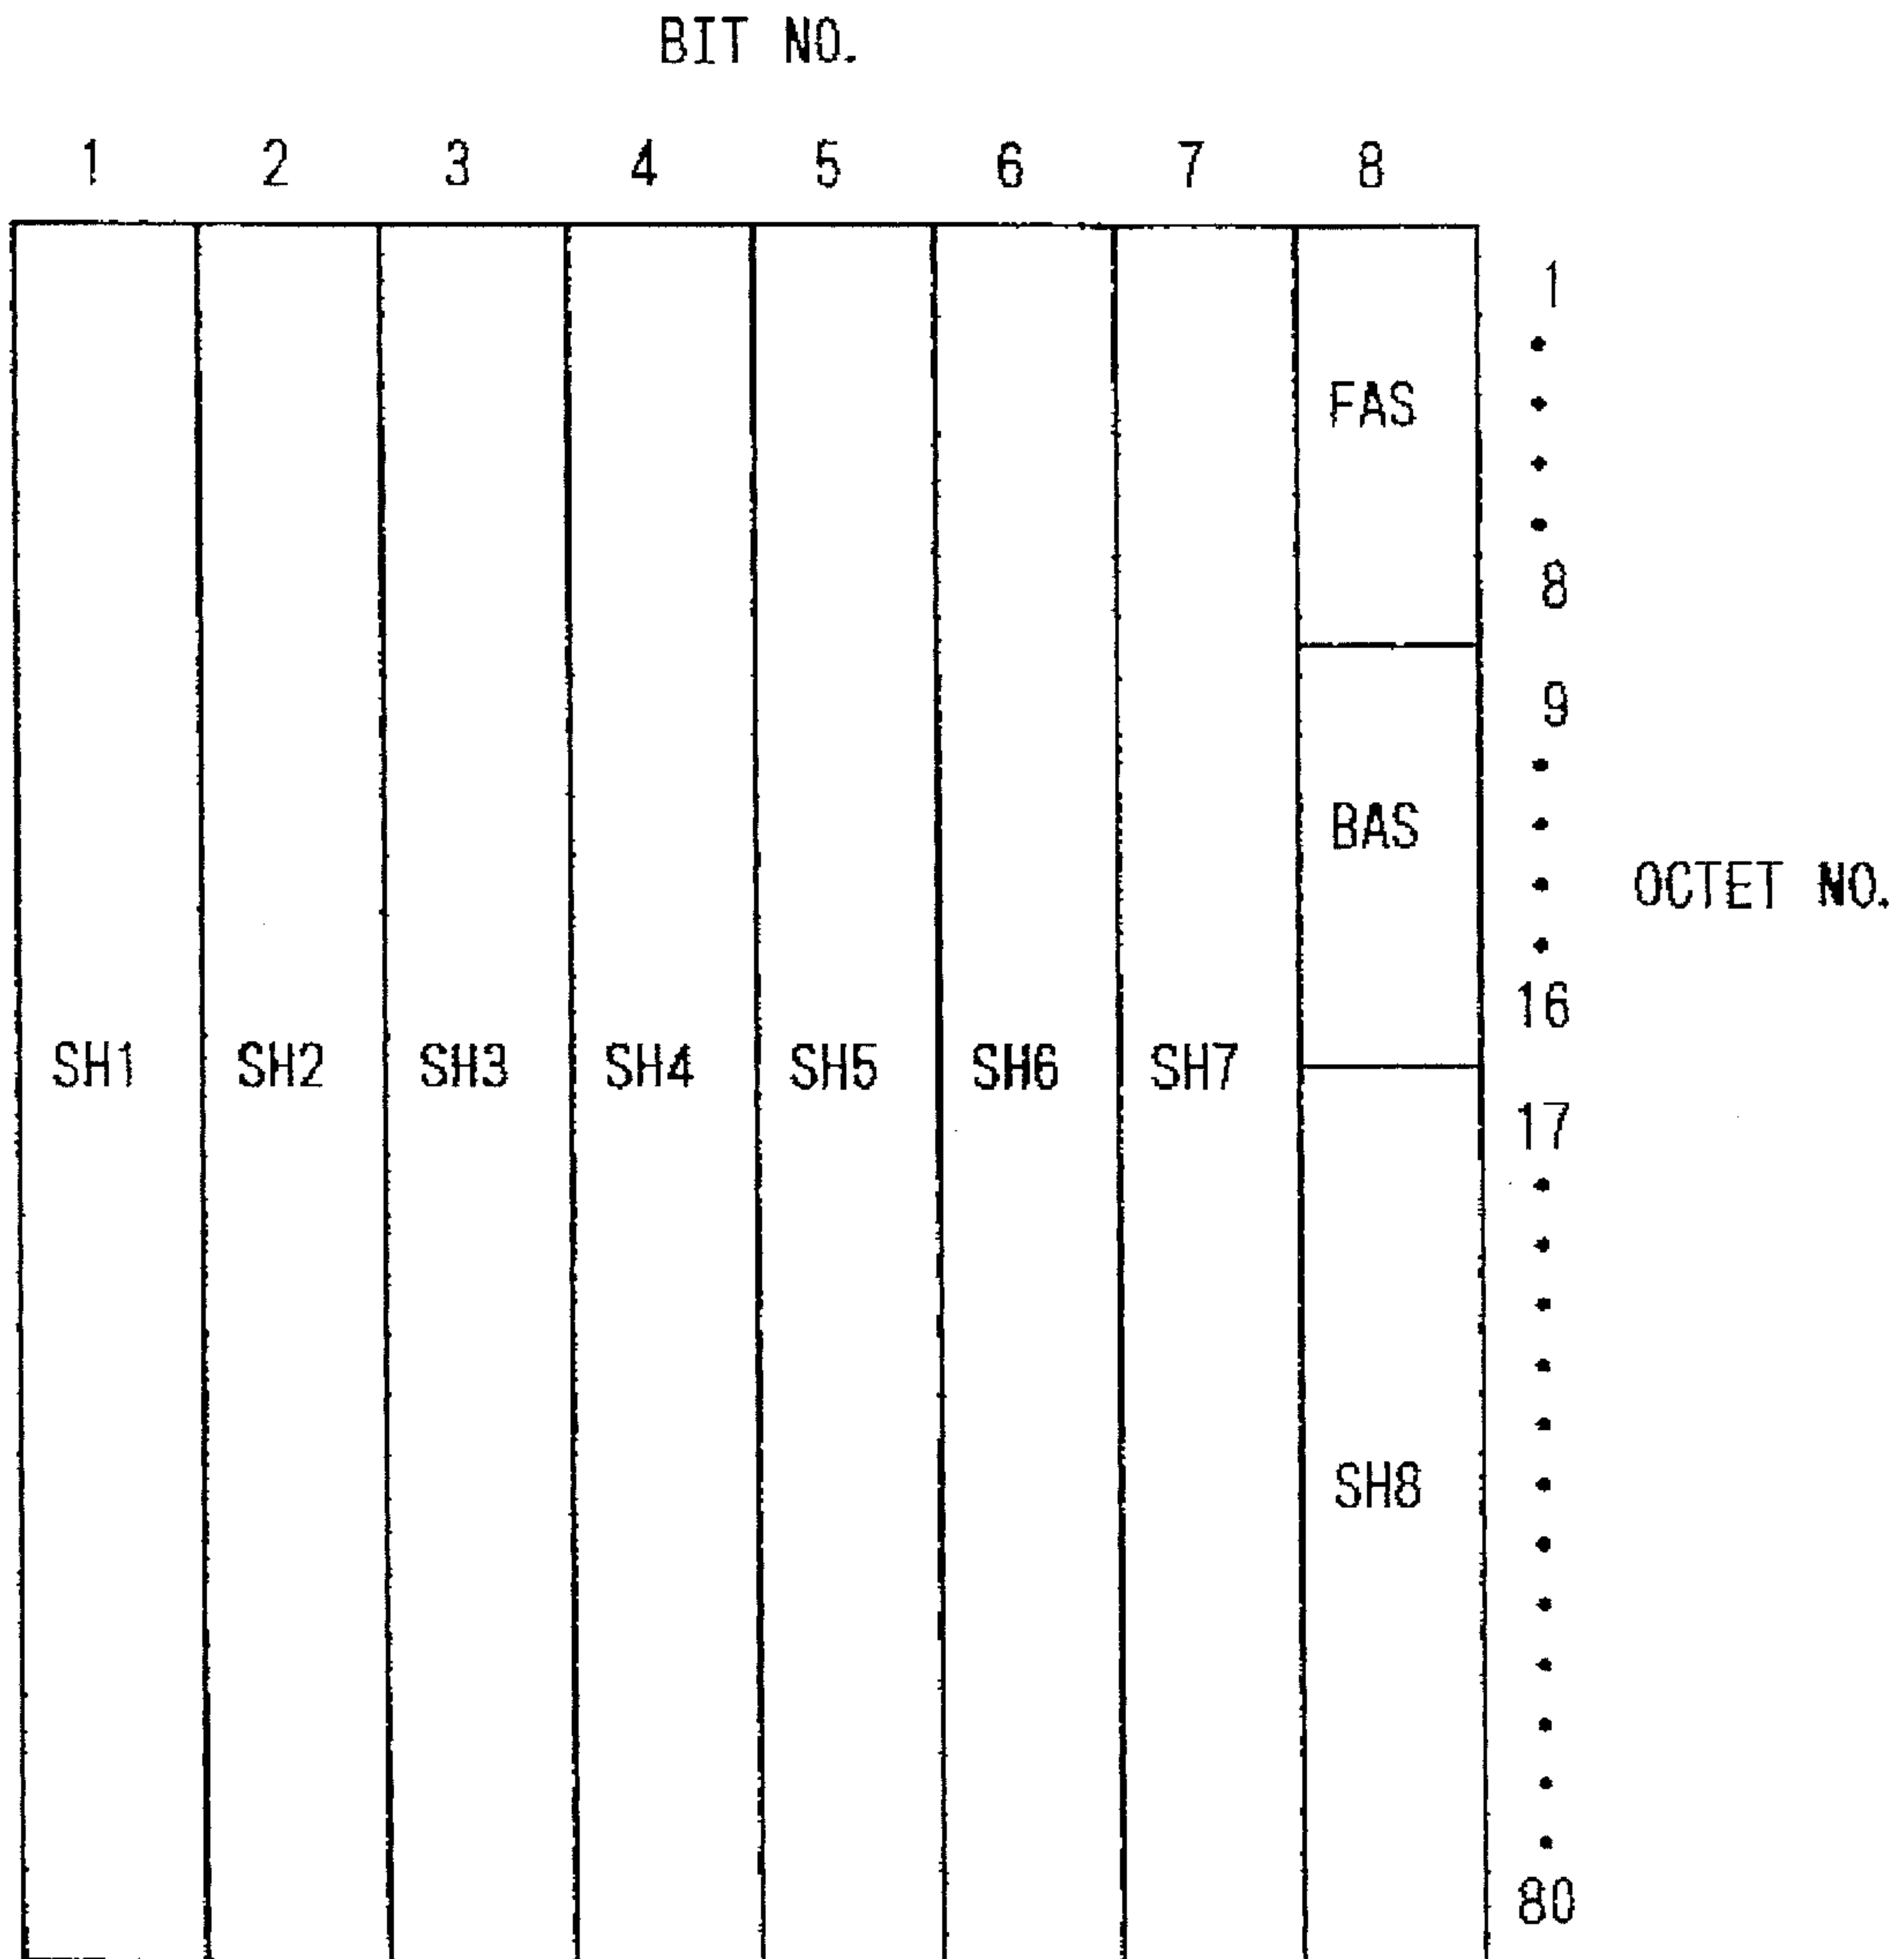 BIT NO.
1 2 3 4 5 6 7 8
1
FAS
8
9
BAS
OCTET NO.
16
SH1 SH2 SH3 SH4 SH5 SH6 SH7
17
SH8
80